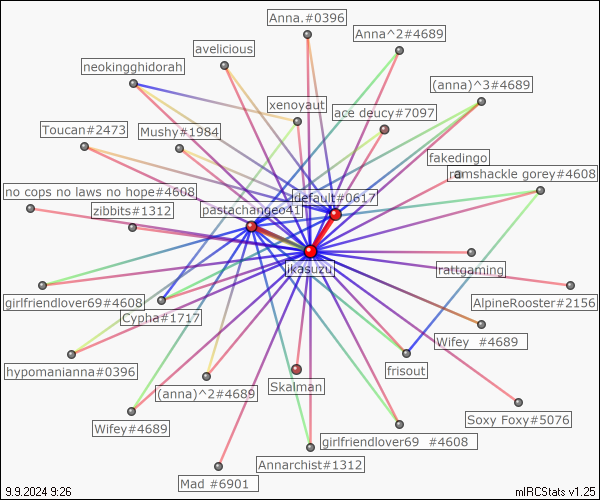 Anna.#0396
Anna^2#4689
avelicious
neokingghidorah
(anna)^3#4689
xenoyaut
ace deucy#7097
Toucan#2473
Mushy#1984
fakedingo
ramshackle gorey#4608
no cops no laws no hope#4608
default#0617
zibbits#1312
pastachangeo41
likasuzu
rattgaming
girlfriendlover69#4608
AlpineRooster#2156
Cypha#1717
Wifey #4689
hypomanianna#0396
frisout
(anna)^2#4689
Skalman
Soxy Foxy#5076
Wifey#4689
girlfriendlover69 #4608
Annarchist#1312
Mad #6901
9.9.2024 9:26
mIRCStats v1.25